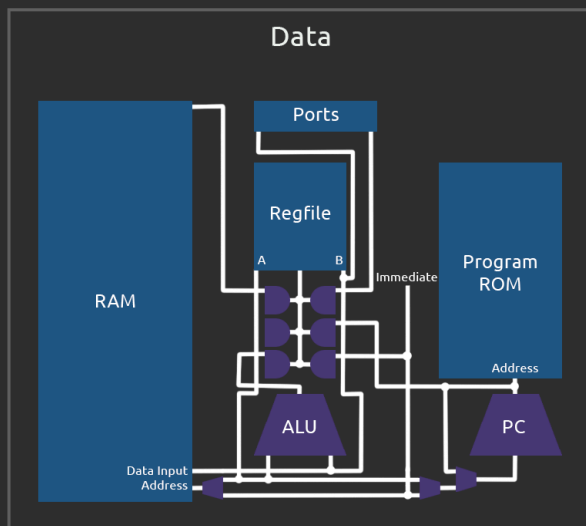 Data
Ports
Regfile
A
B
Immediate
RAM
Program
ROM
Address
ALU
PC
Data Input
Address